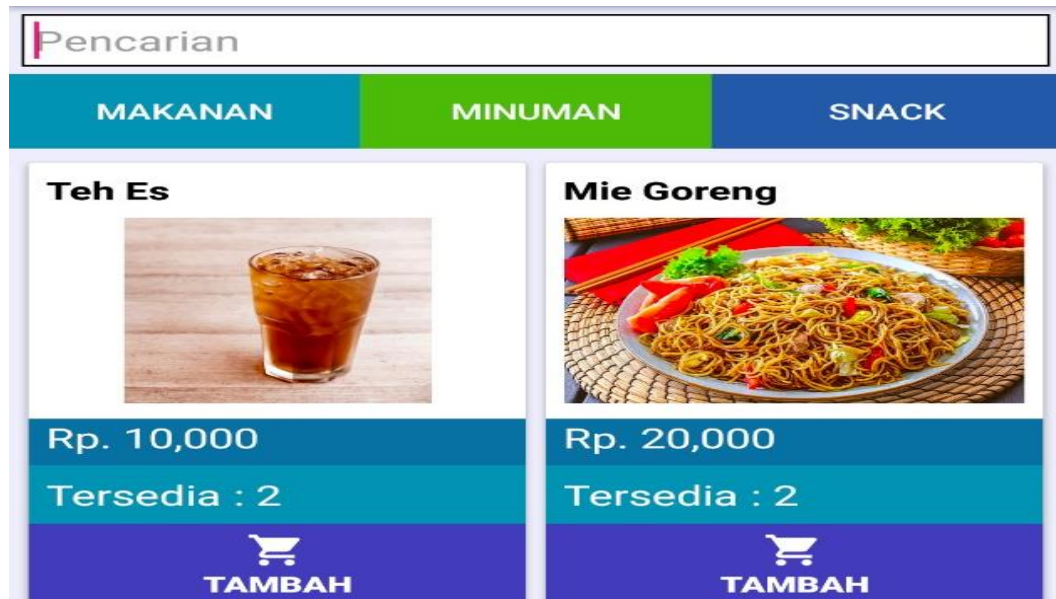 Pencarian
MAKANAN
MINUMAN
SNACK
Teh Es
Rp. 10,000
Tersedia : 2
TAMBAH
Mie Goreng
Rp. 20,000
Tersedia : 2
TAMBAH